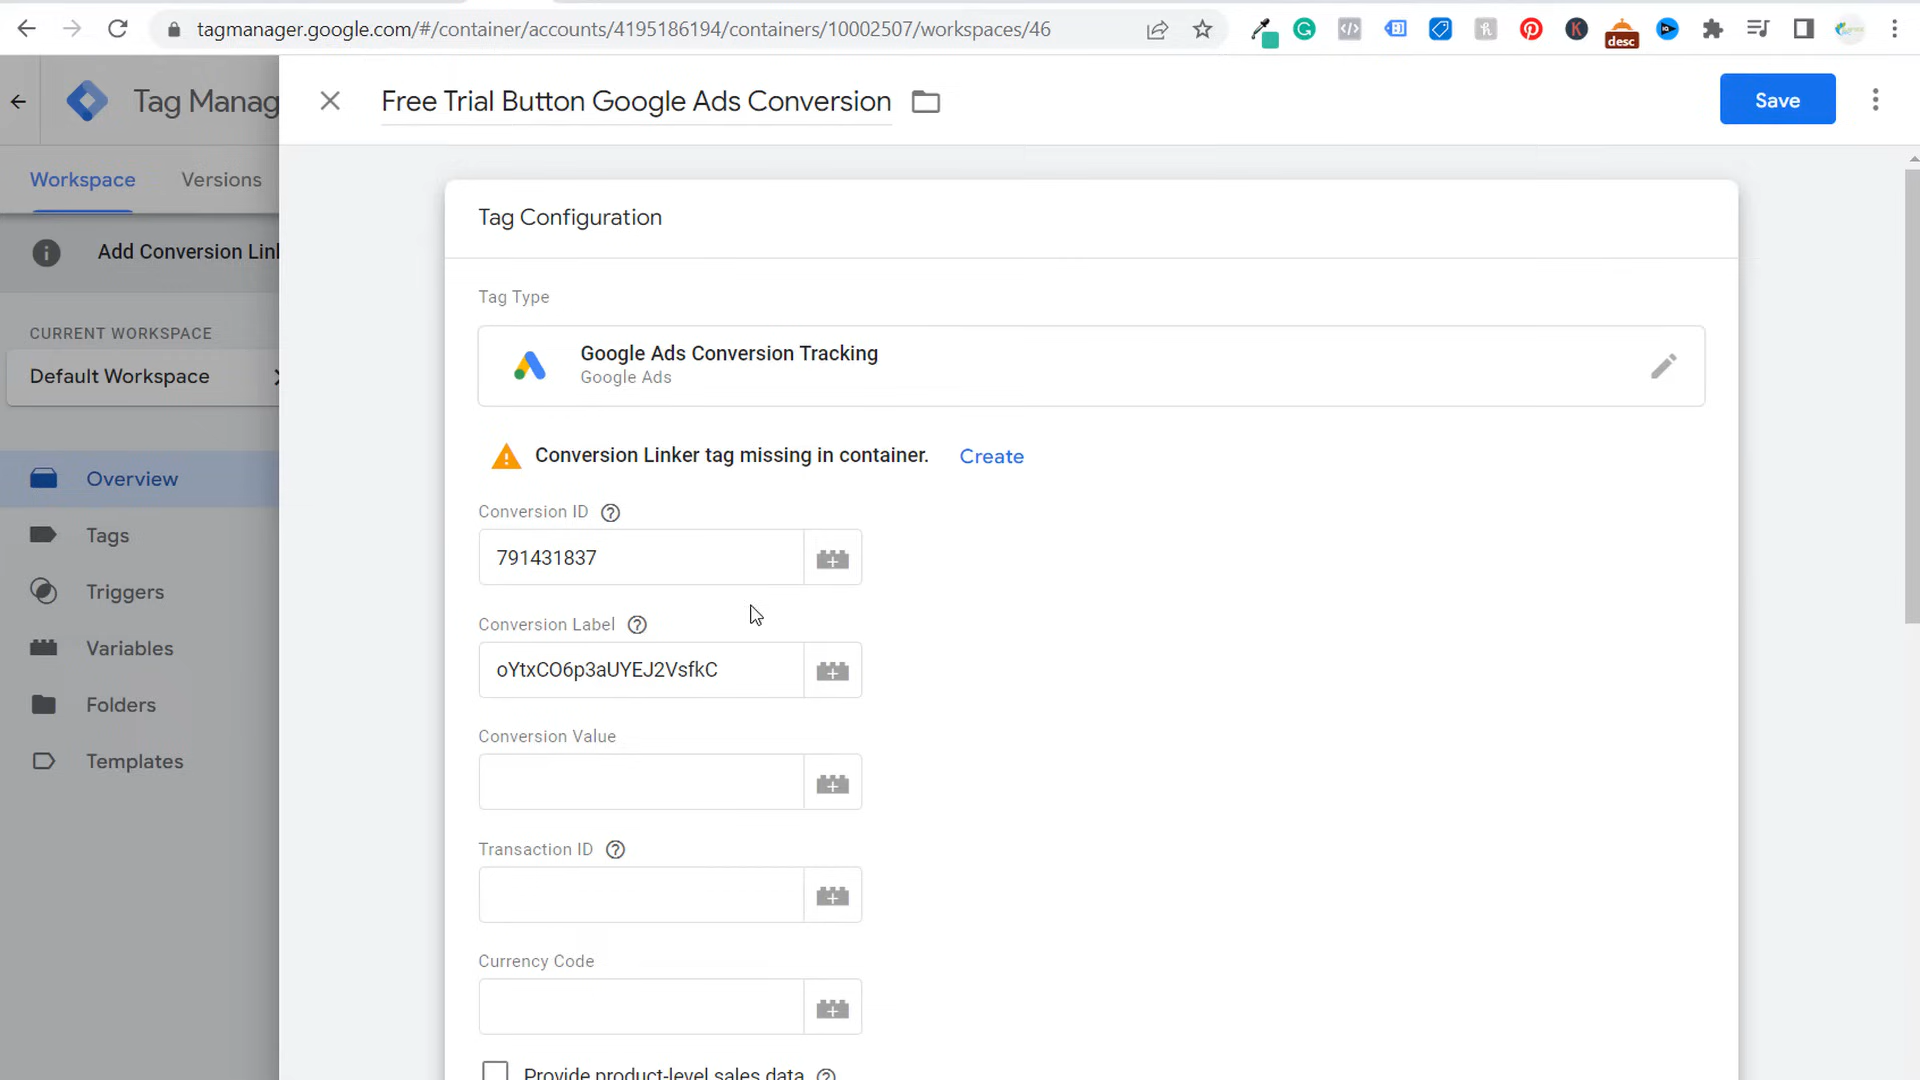 tagmanager.google.com/#/container/accounts/4195186194/containers/10002507/workspaces/46
desc
Tag Manag
Free Trial Button Google Ads Conversion
Save
Workspace
Versions
Add Conversion Linl
CURRENT WORKSPACE
Default Workspace
Overview
Tags
Triggers
Variables
Folders
Templates
Tag Configuration
Tag Type
Google Ads Conversion Tracking
Google Ads
Conversion Linker tag missing in container. Create
Conversion ID
791431837
Conversion Label
oYtxCO6p3aUYEJ2VsfkC
Conversion Value
Transaction ID
Currency Code
Provide product-level sales data